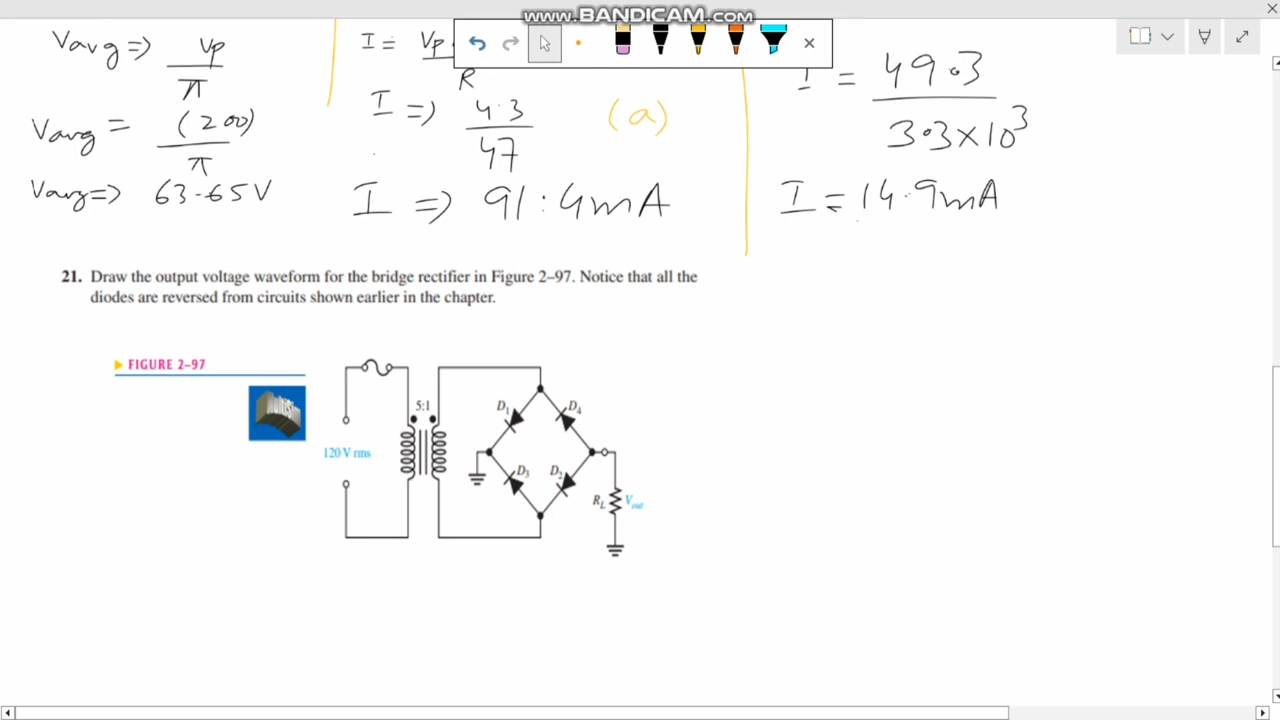 www.BANDICAM.com
Vavg => Vp
π
Vavg = (200)
π
Vavg => 63.65V
I = Vp
R
I => 4.3
47
(a)
I => 91.4mA
I = 49.3
3.3×10³
I = 14.9mA
21. Draw the output voltage waveform for the bridge rectifier in Figure 2–97. Notice that all the
diodes are reversed from circuits shown earlier in the chapter.
FIGURE 2–97
5:1
D1
D4
120 V rms
D3
D2
RL
Vout